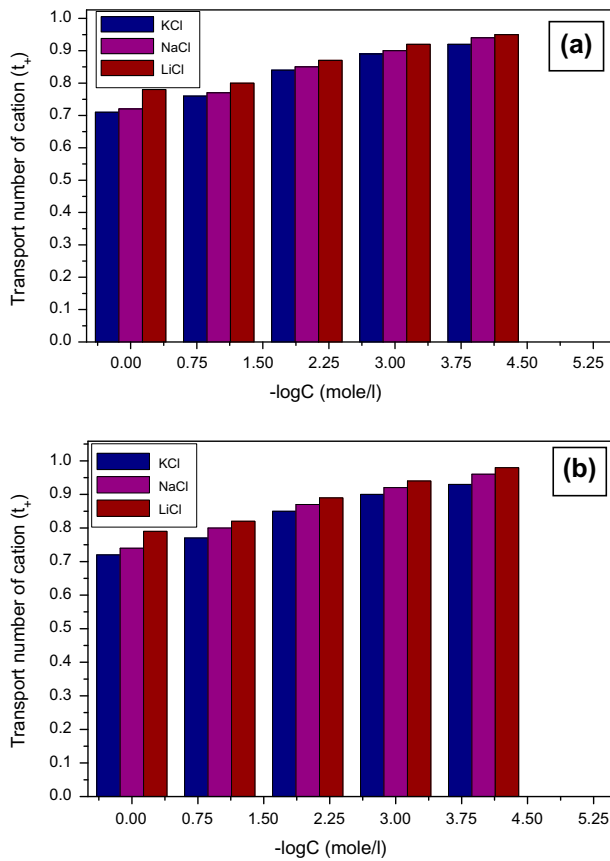 KCl
NaCl
LiCl
(a)
1.0
0.9
0.8
0.7
0.6
0.5
0.4
0.3
0.2
0.1
0.0
Transport number of cation (t+)
0.00 0.75 1.50 2.25 3.00 3.75 4.50 5.25
-logC (mole/l)
KCl
NaCl
LiCl
(b)
1.0
0.9
0.8
0.7
0.6
0.5
0.4
0.3
0.2
0.1
0.0
Transport number of cation (t+)
0.00 0.75 1.50 2.25 3.00 3.75 4.50 5.25
-logC (mole/l)